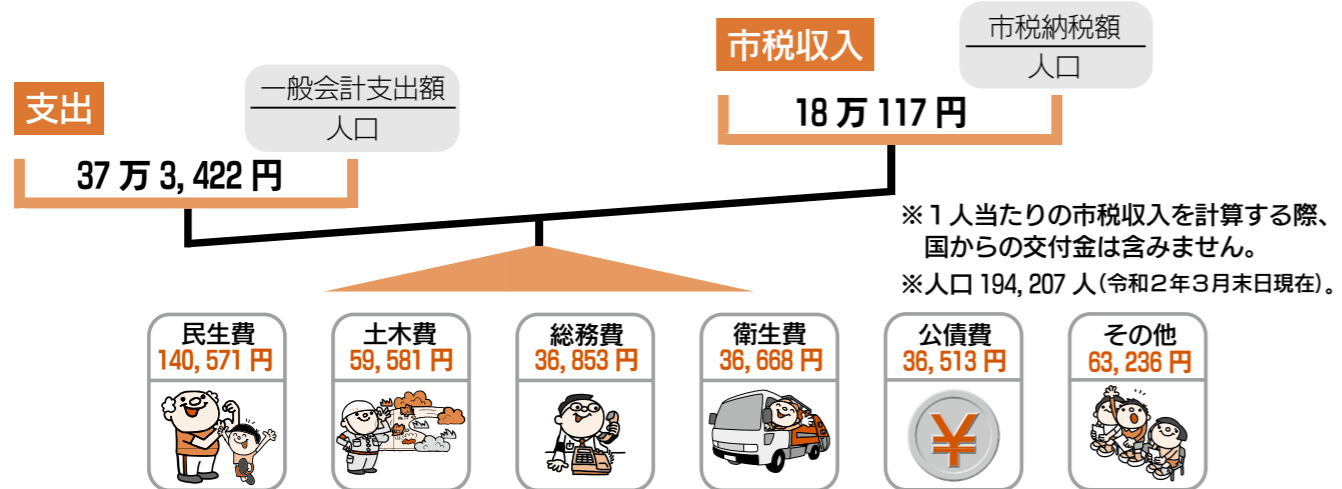 支出
一般会計支出額
人口
37万3,422円
市税収入
市税納税額
人口
18万117円
※1人当たりの市税収入を計算する際、
国からの交付金は含みません。
※人口194,207人(令和2年3月末日現在)。
民生費
140,571円
土木費
59,581円
総務費
36,853円
衛生費
36,668円
公債費
36,513円
その他
63,236円
¥